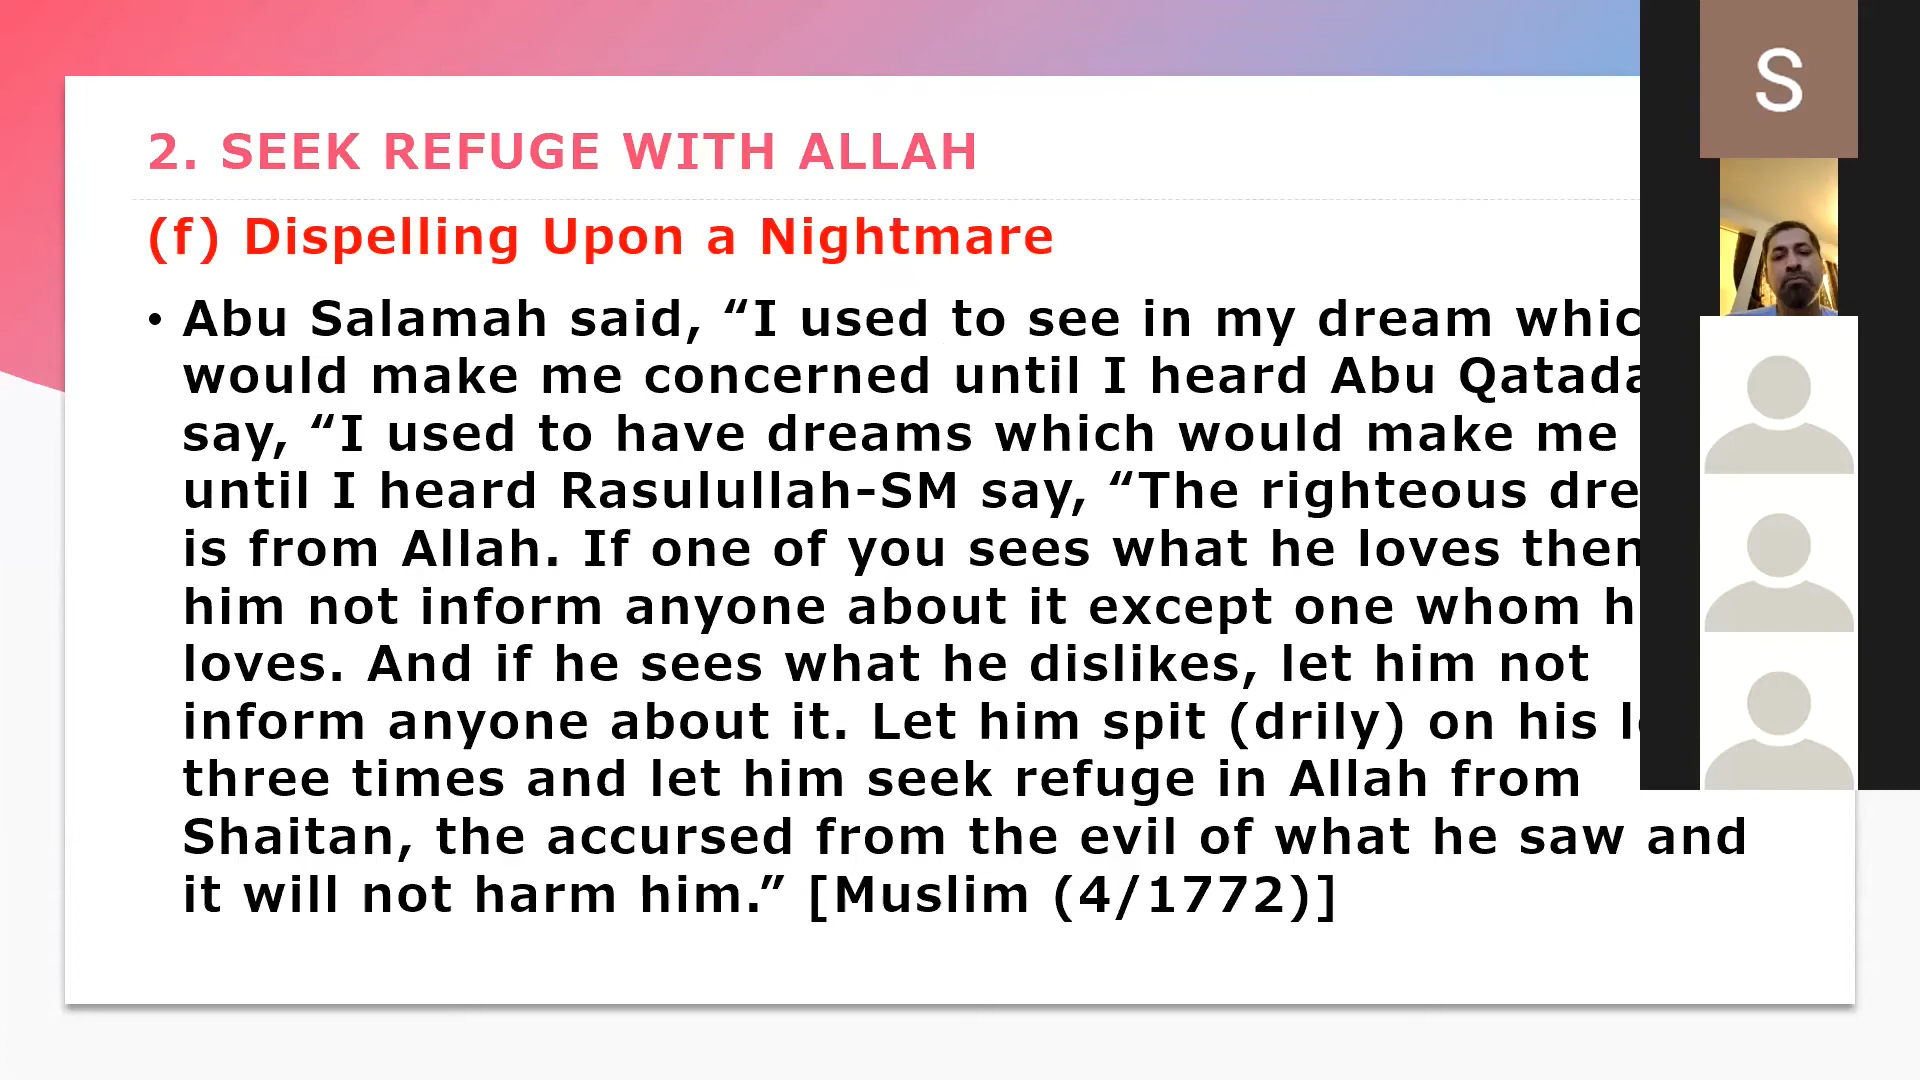 2. SEEK REFUGE WITH ALLAH
(f) Dispelling Upon a Nightmare
• Abu Salamah said, “I used to see in my dream
would make me concerned until I heard Abu
say, “I used to have dreams which would make me
until I heard Rasulullah-SM say, “The righteous
is from Allah. If one of you sees what he loves then
him not inform anyone about it except one whom
loves. And if he sees what he dislikes, let him not
inform anyone about it. Let him spit (drily) on his
three times and let him seek refuge in Allah from
Shaitan, the accursed from the evil of what he saw and
it will not harm him.” [Muslim (4/1772)]
S